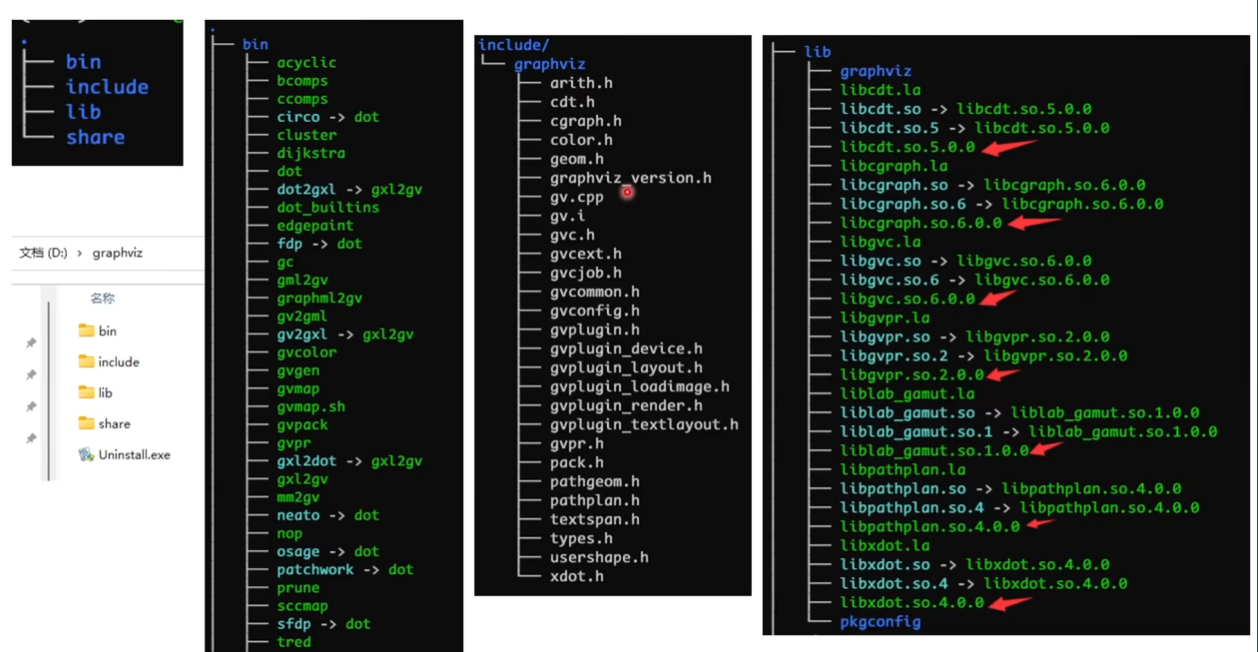 .
├── bin
├── include
├── lib
└── share
文档 (D:) > graphviz
名称
bin
include
lib
share
Uninstall.exe
.
├── bin
├── acyclic
├── bcomps
├── ccomps
├── circo -> dot
├── cluster
├── dijkstra
├── dot
├── dot2gxl -> gxl2gv
├── dot_builtins
├── edgepaint
├── fdp -> dot
├── gc
├── gml2gv
├── graphml2gv
├── gv2gml
├── gv2gxl -> gxl2gv
├── gvcolor
├── gvgen
├── gvmap
├── gvmap.sh
├── gvpack
├── gvpr
├── gxl2dot -> gxl2gv
├── gxl2gv
├── mm2gv
├── neato -> dot
├── nop
├── osage -> dot
├── patchwork -> dot
├── prune
├── sccmap
├── sfdp -> dot
├── tred
include/
└── graphviz
├── arith.h
├── cdt.h
├── cgraph.h
├── color.h
├── geom.h
├── graphviz_version.h
├── gv.cpp
├── gv.i
├── gvc.h
├── gvcext.h
├── gvcjob.h
├── gvcommon.h
├── gvconfig.h
├── gvplugin.h
├── gvplugin_device.h
├── gvplugin_layout.h
├── gvplugin_loadimage.h
├── gvplugin_render.h
├── gvplugin_textlayout.h
├── gvpr.h
├── pack.h
├── pathgeom.h
├── pathplan.h
├── textspan.h
├── types.h
├── usershape.h
└── xdot.h
├── lib
├── graphviz
├── libcdt.la
├── libcdt.so -> libcdt.so.5.0.0
├── libcdt.so.5 -> libcdt.so.5.0.0
├── libcdt.so.5.0.0
├── libcgraph.la
├── libcgraph.so -> libcgraph.so.6.0.0
├── libcgraph.so.6 -> libcgraph.so.6.0.0
├── libcgraph.so.6.0.0
├── libgvc.la
├── libgvc.so -> libgvc.so.6.0.0
├── libgvc.so.6 -> libgvc.so.6.0.0
├── libgvc.so.6.0.0
├── libgvpr.la
├── libgvpr.so -> libgvpr.so.2.0.0
├── libgvpr.so.2 -> libgvpr.so.2.0.0
├── libgvpr.so.2.0.0
├── liblab_gamut.la
├── liblab_gamut.so -> liblab_gamut.so.1.0.0
├── liblab_gamut.so.1 -> liblab_gamut.so.1.0.0
├── liblab_gamut.so.1.0.0
├── libpathplan.la
├── libpathplan.so -> libpathplan.so.4.0.0
├── libpathplan.so.4 -> libpathplan.so.4.0.0
├── libpathplan.so.4.0.0
├── libxdot.la
├── libxdot.so -> libxdot.so.4.0.0
├── libxdot.so.4 -> libxdot.so.4.0.0
├── libxdot.so.4.0.0
└── pkgconfig